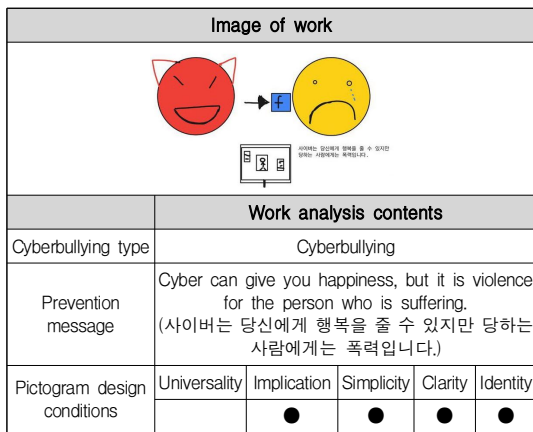 Image of work
f
사이버는 당신에게 행복을 줄 수 있지만
당하는 사람에게는 폭력입니다.
Work analysis contents
Cyberbullying type
Cyberbullying
Prevention
message
Cyber can give you happiness, but it is violence
for the person who is suffering.
(사이버는 당신에게 행복을 줄 수 있지만 당하는
사람에게는 폭력입니다.)
Pictogram design
conditions
Universality Implication Simplicity Clarity Identity
● ● ● ●